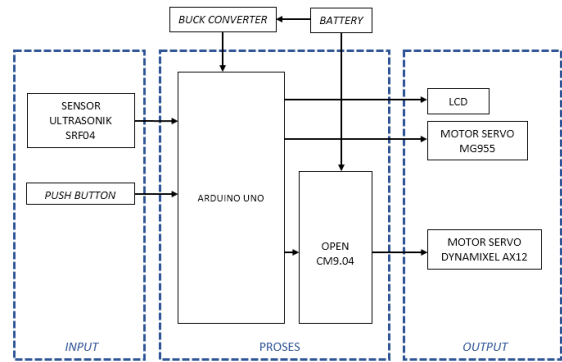 BUCK CONVERTER
BATTERY
SENSOR
ULTRASONIK
SRF04
PUSH BUTTON
ARDUINO UNO
OPEN
CM9.04
LCD
MOTOR SERVO
MG955
MOTOR SERVO
DYNAMIXEL AX12
INPUT
PROSES
OUTPUT